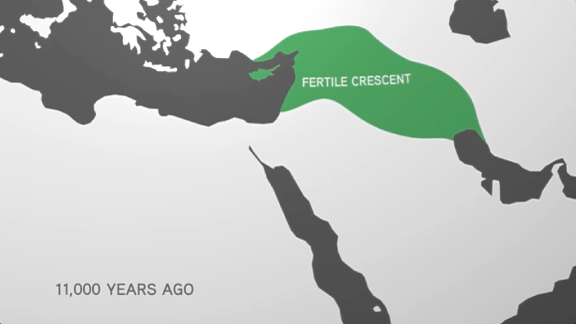 FERTILE CRESCENT
11,000 YEARS AGO